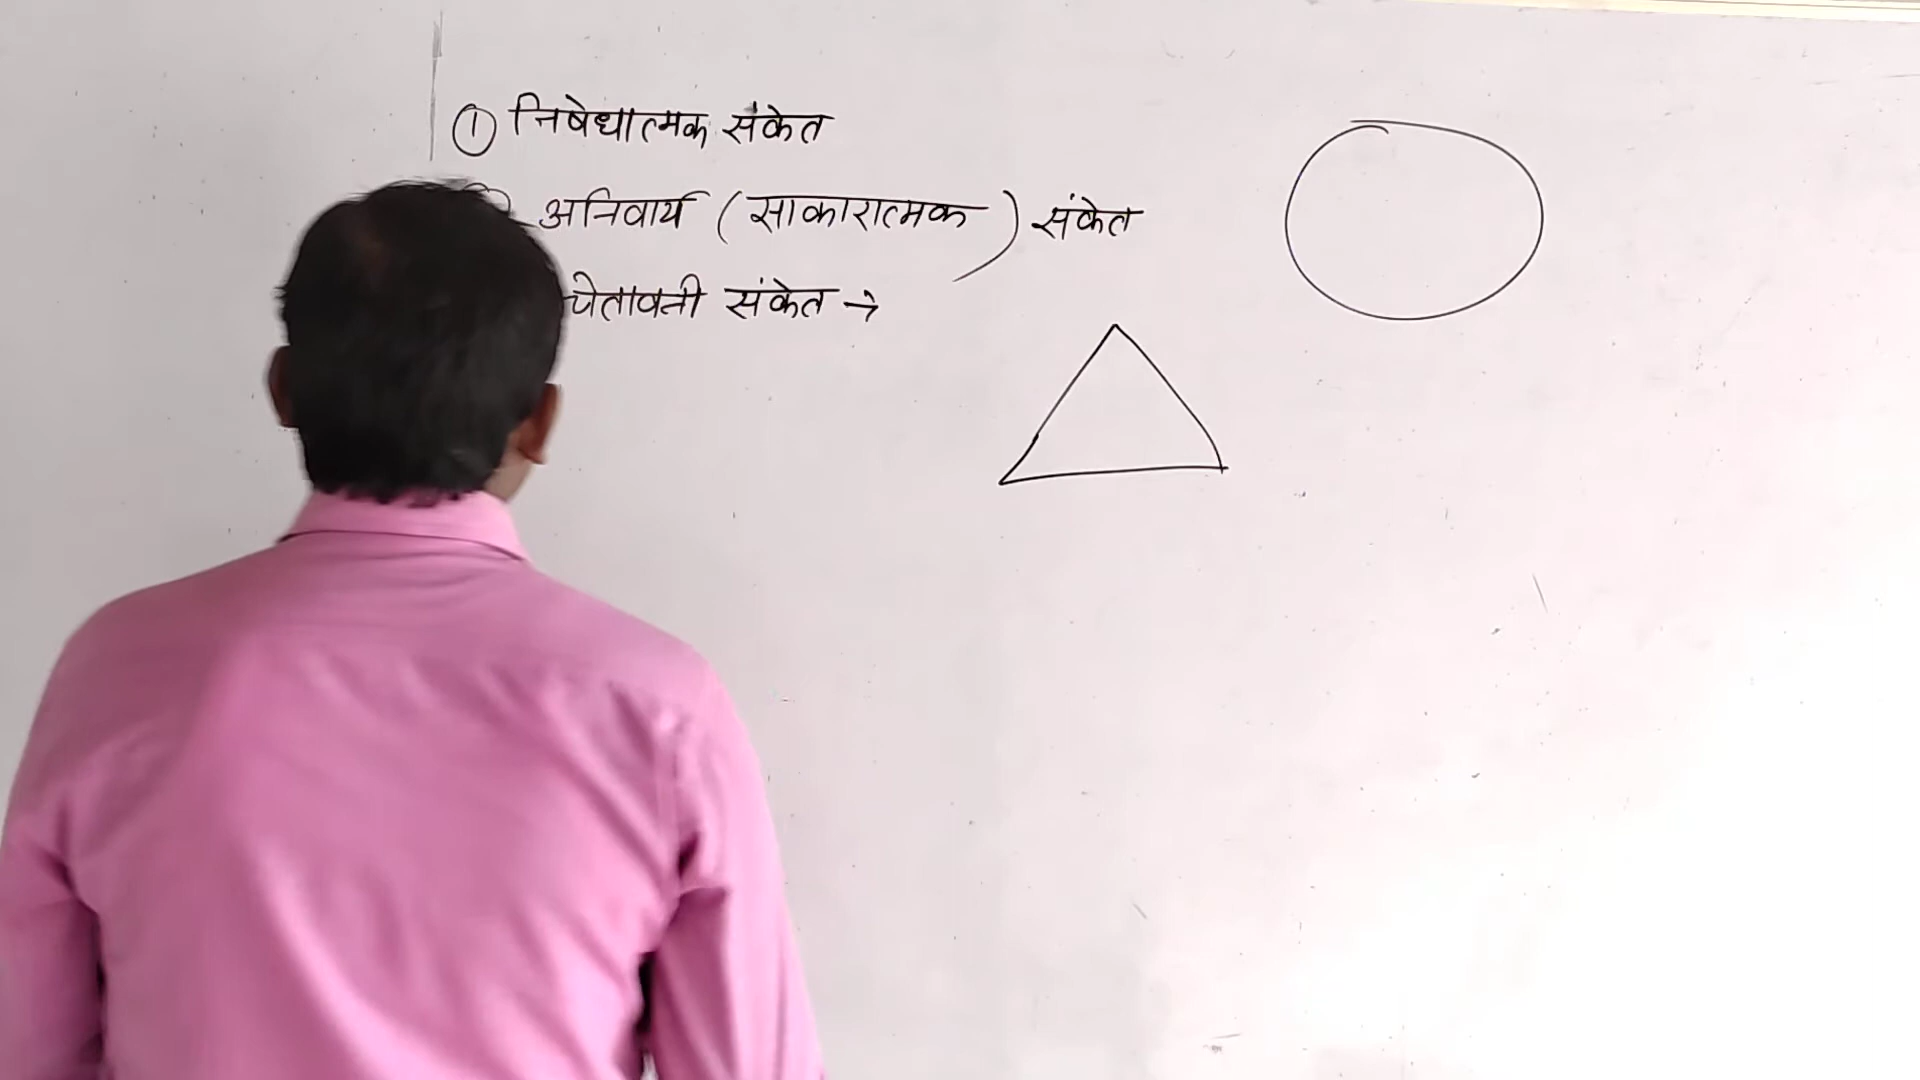 ① निषेधात्मक संकेत
अनिवार्य (साकारात्मक) संकेत
चेतावनी संकेत →